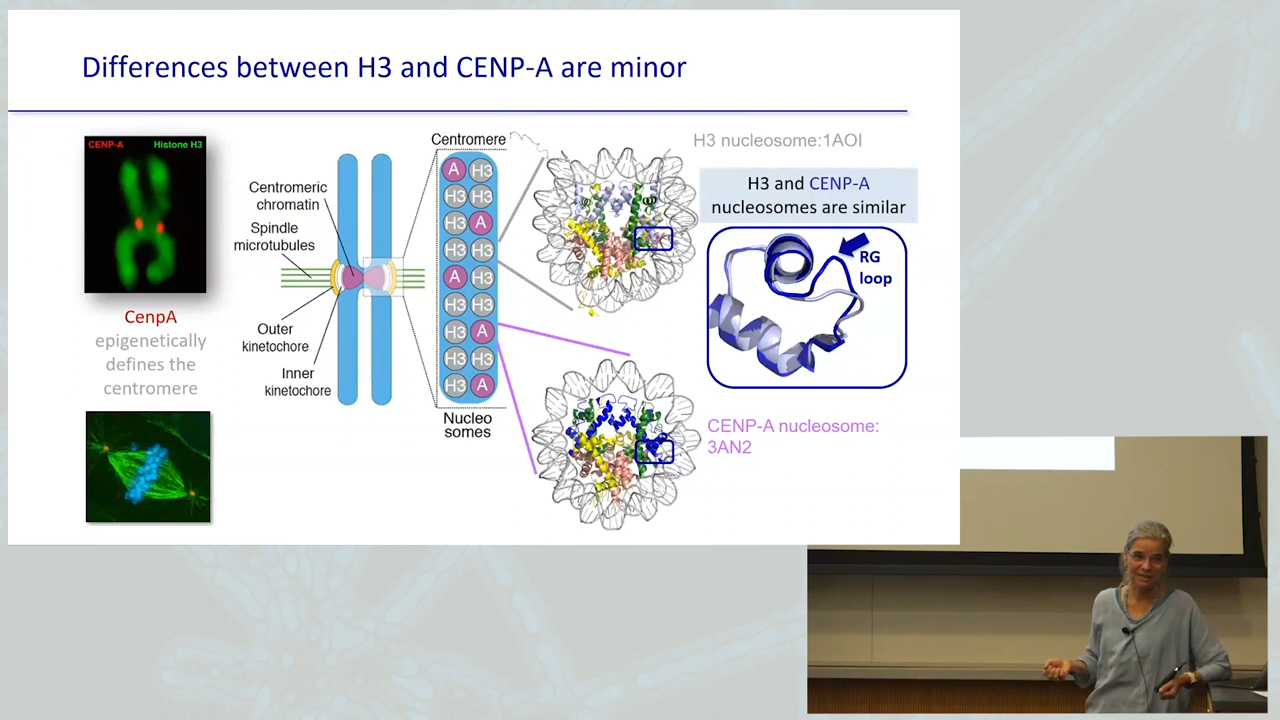 Differences between H3 and CENP-A are minor
CENP-A
Histone H3
CenpA
epigenetically
defines the
centromere
Centromeric
chromatin
Spindle
microtubules
Outer
kinetochore
Inner
kinetochore
Centromere
A H3
H3 H3
H3 A
H3 H3
A H3
H3 H3
H3 A
H3 H3
H3 A
Nucleo
somes
H3 nucleosome:1AOI
H3 and CENP-A
nucleosomes are similar
RG
loop
CENP-A nucleosome:
3AN2